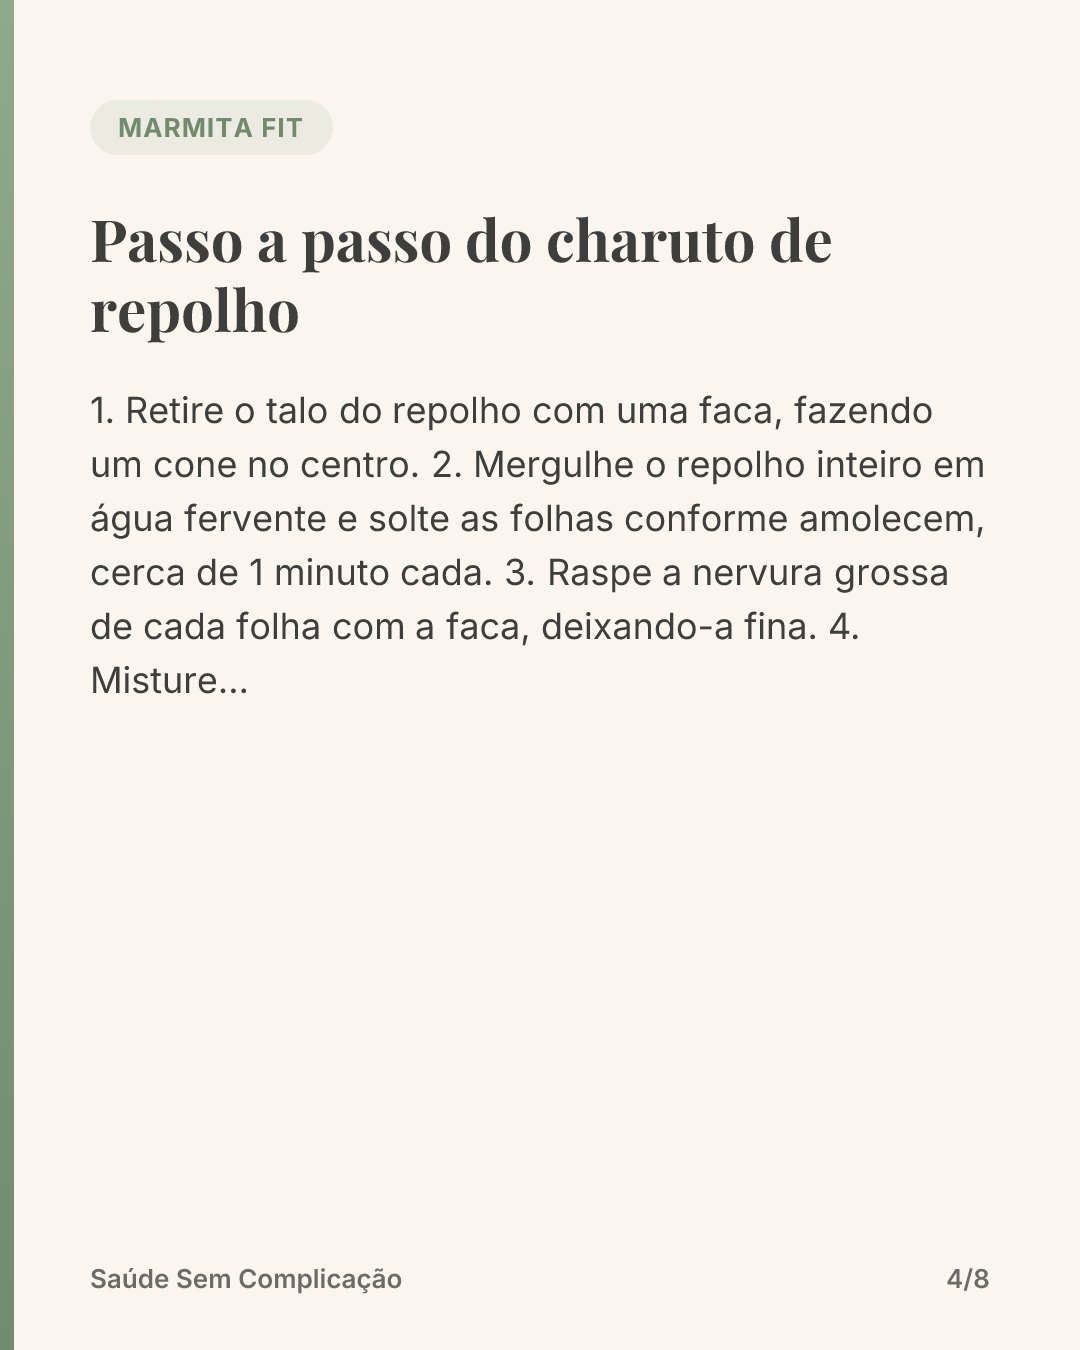 MARMITA FIT
Passo a passo do charuto de
repolho
1. Retire o talo do repolho com uma faca, fazendo
um cone no centro. 2. Mergulhe o repolho inteiro em
água fervente e solte as folhas conforme amolecem,
cerca de 1 minuto cada. 3. Raspe a nervura grossa
de cada folha com a faca, deixando-a fina. 4.
Misture...
Saúde Sem Complicação
4/8